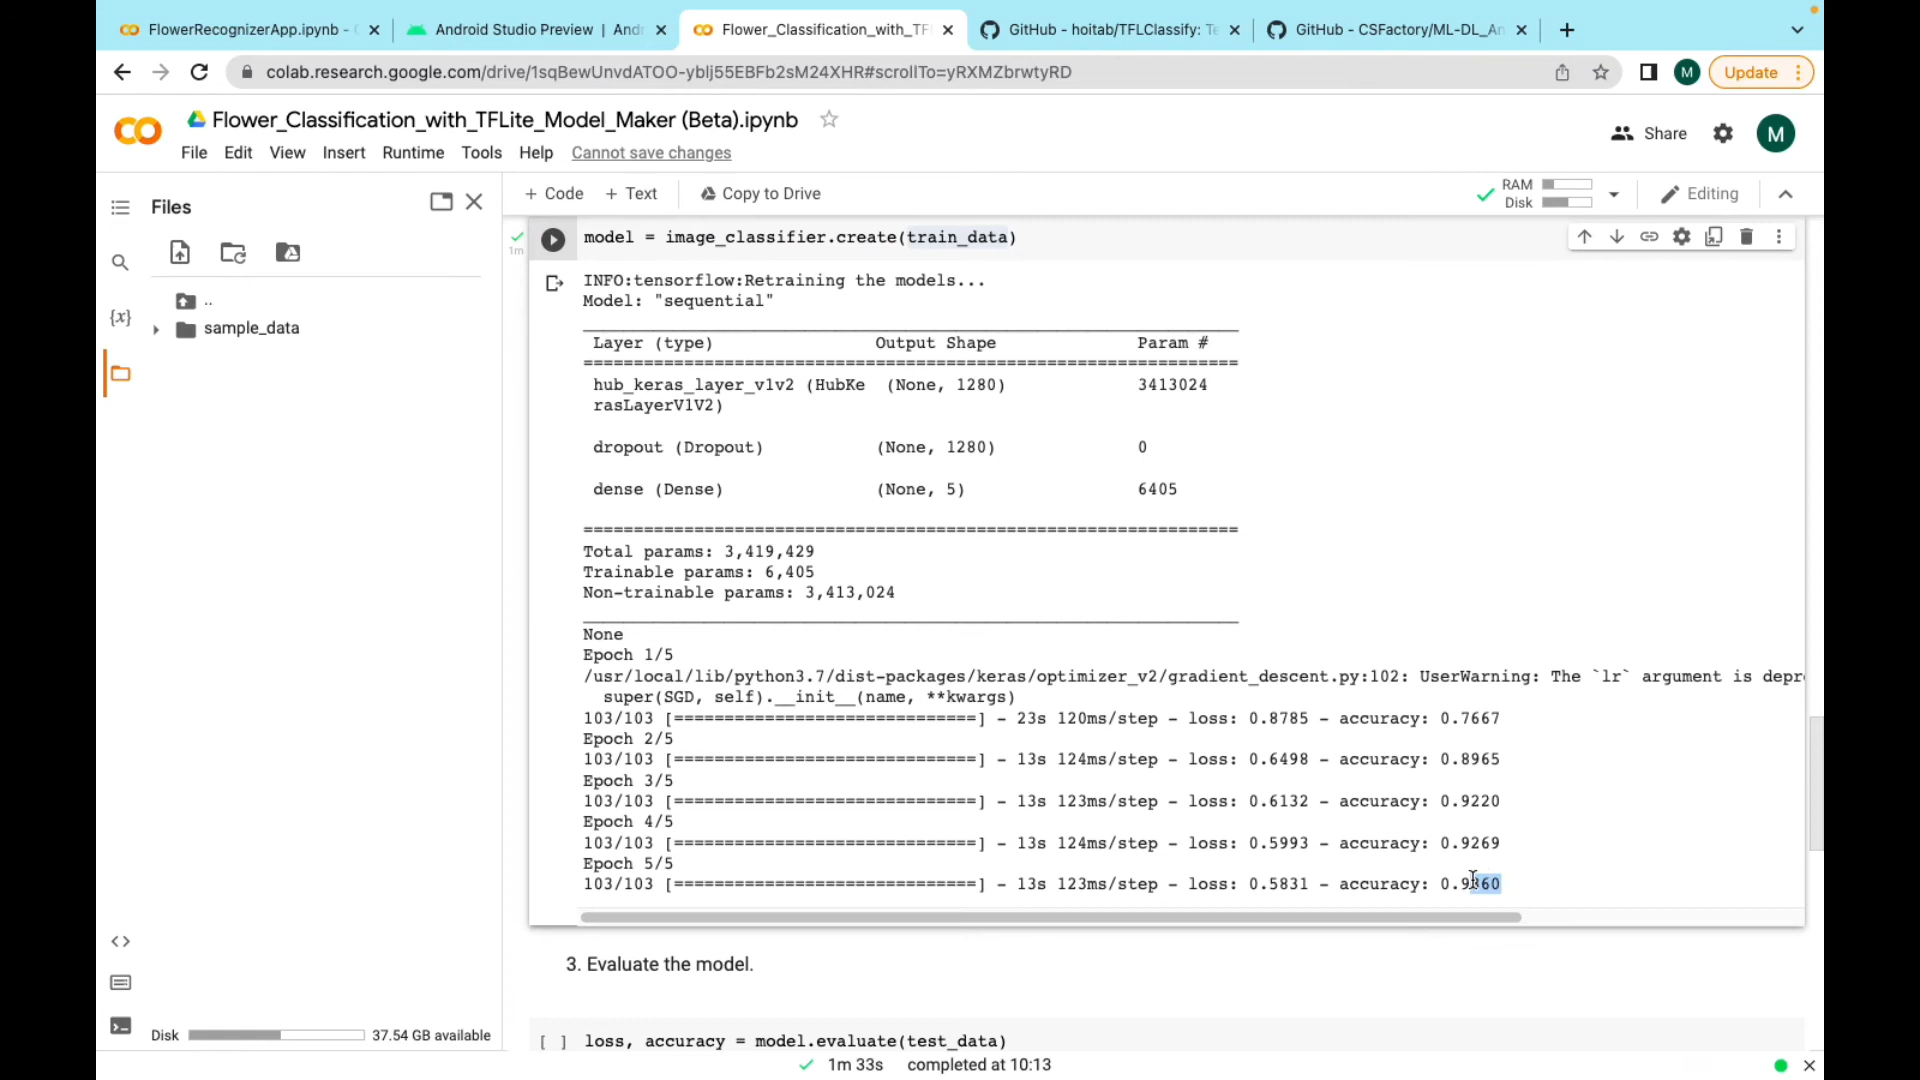 FlowerRecognizerApp.ipynb -
Android Studio Preview | Andr
Flower_Classification_with_TF
GitHub - hoitab/TFLClassify: Te
GitHub - CSFactory/ML-DL_An
colab.research.google.com/drive/1sqBewUnvdATOO-yblj55EBFb2sM24XHR#scrollTo=yRXMZbrwtyRD
M
Update
CO
Flower_Classification_with_TFLite_Model_Maker (Beta).ipynb
Share
M
File Edit View Insert Runtime Tools Help Cannot save changes
Files
+ Code + Text Copy to Drive
RAM
Disk
Editing
..
sample_data
{x}
1m
model = image_classifier.create(train_data)
INFO:tensorflow:Retraining the models...
Model: "sequential"
_________________________________________________________________
Layer (type) Output Shape Param #
=================================================================
hub_keras_layer_v1v2 (HubKe (None, 1280) 3413024
rasLayerV1V2)
dropout (Dropout) (None, 1280) 0
dense (Dense) (None, 5) 6405
=================================================================
Total params: 3,419,429
Trainable params: 6,405
Non-trainable params: 3,413,024
_________________________________________________________________
None
Epoch 1/5
/usr/local/lib/python3.7/dist-packages/keras/optimizer_v2/gradient_descent.py:102: UserWarning: The `lr` argument is depr
super(SGD, self).__init__(name, **kwargs)
103/103 [==============================] - 23s 120ms/step - loss: 0.8785 - accuracy: 0.7667
Epoch 2/5
103/103 [==============================] - 13s 124ms/step - loss: 0.6498 - accuracy: 0.8965
Epoch 3/5
103/103 [==============================] - 13s 123ms/step - loss: 0.6132 - accuracy: 0.9220
Epoch 4/5
103/103 [==============================] - 13s 124ms/step - loss: 0.5993 - accuracy: 0.9269
Epoch 5/5
103/103 [==============================] - 13s 123ms/step - loss: 0.5831 - accuracy: 0.9360
3. Evaluate the model.
[ ] loss, accuracy = model.evaluate(test_data)
Disk 37.54 GB available
1m 33s completed at 10:13